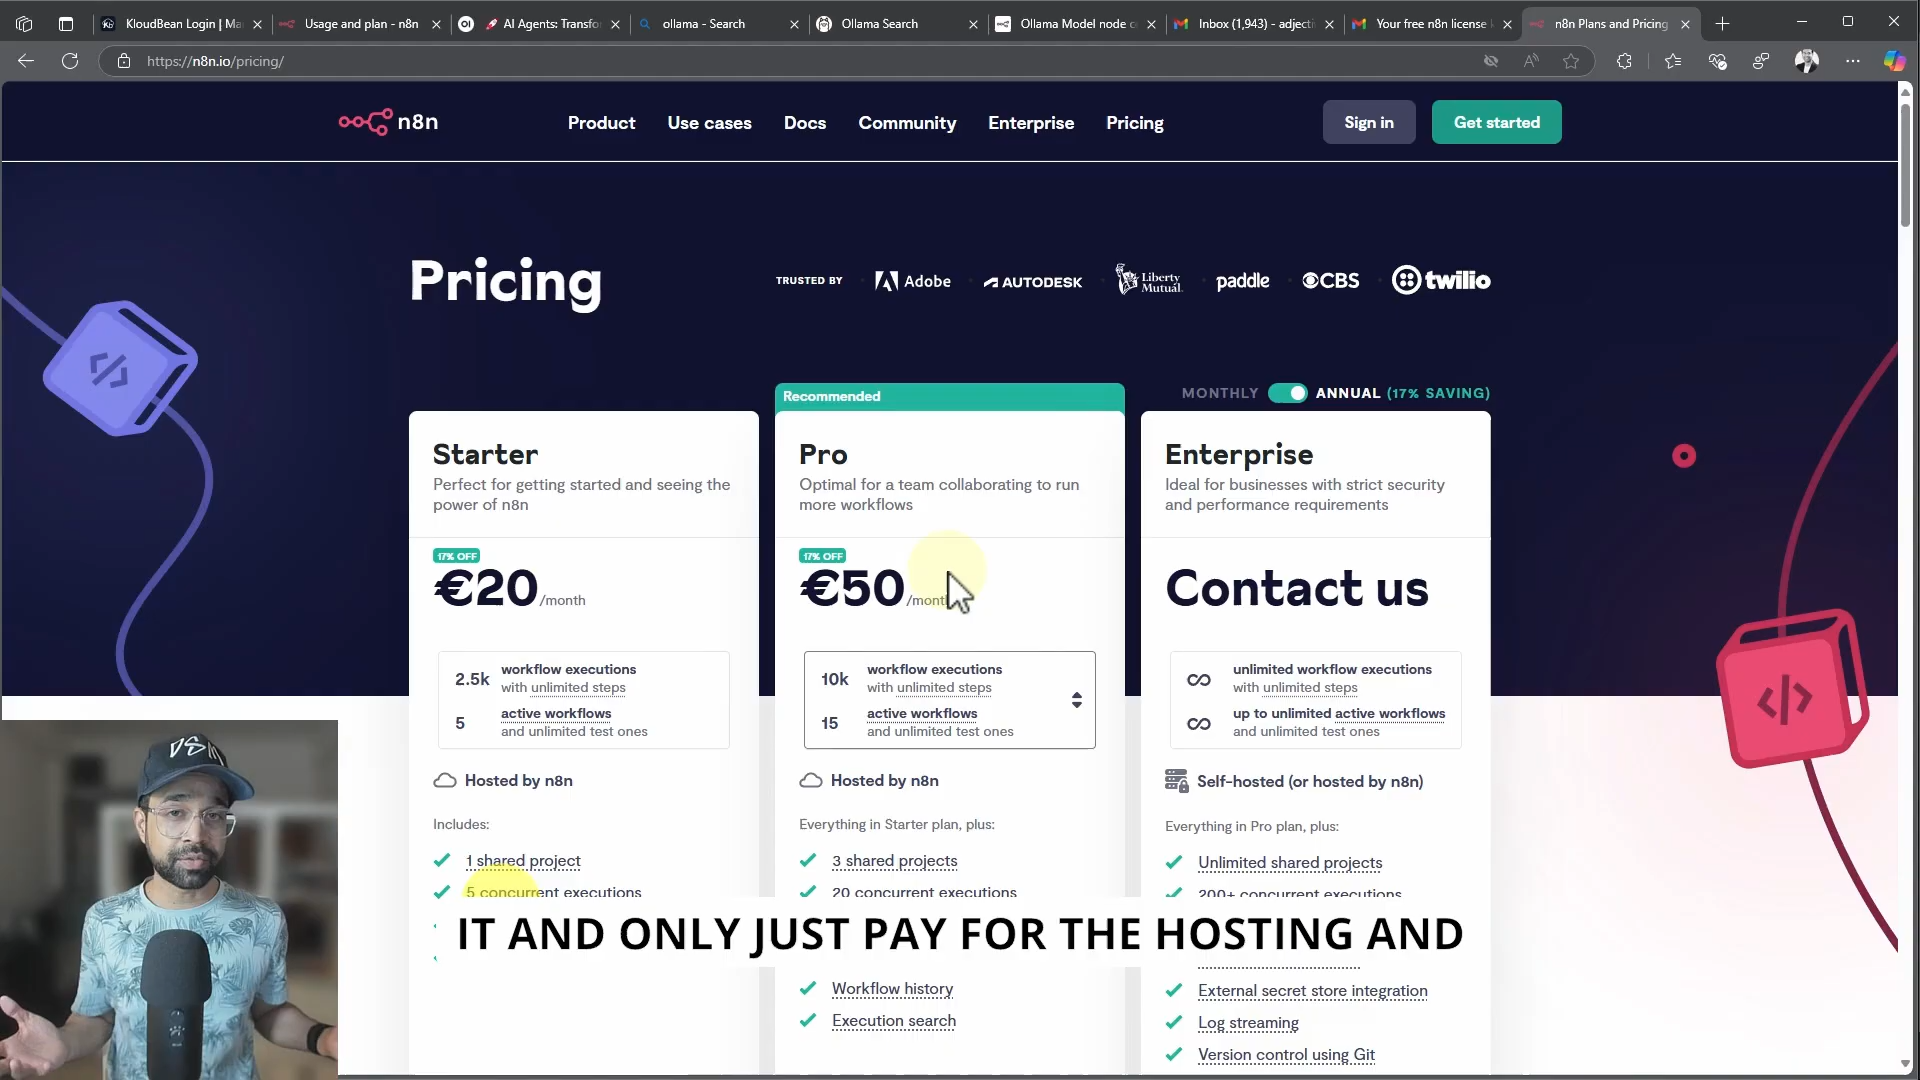 KloudBean Login | Ma
Usage and plan - n8n
AI Agents: Transfo
ollama - Search
Ollama Search
Ollama Model node
Inbox (1,943) - adjecti
Your free n8n license
n8n Plans and Pricing
https://n8n.io/pricing/
n8n
Product
Use cases
Docs
Community
Enterprise
Pricing
Sign in
Get started
Pricing
TRUSTED BY
Adobe
AUTODESK
Liberty Mutual.
paddle
CBS
twilio
MONTHLY
ANNUAL (17% SAVING)
Starter
Perfect for getting started and seeing the
power of n8n
17% OFF
€20 /month
2.5k workflow executions
with unlimited steps
5 active workflows
and unlimited test ones
Hosted by n8n
Includes:
1 shared project
5 concurrent executions
Recommended
Pro
Optimal for a team collaborating to run
more workflows
17% OFF
€50 /month
10k workflow executions
with unlimited steps
15 active workflows
and unlimited test ones
Hosted by n8n
Everything in Starter plan, plus:
3 shared projects
20 concurrent executions
Workflow history
Execution search
Enterprise
Ideal for businesses with strict security
and performance requirements
Contact us
∞ unlimited workflow executions
with unlimited steps
∞ up to unlimited active workflows
and unlimited test ones
Self-hosted (or hosted by n8n)
Everything in Pro plan, plus:
Unlimited shared projects
200+ concurrent executions
External secret store integration
Log streaming
Version control using Git
IT AND ONLY JUST PAY FOR THE HOSTING AND